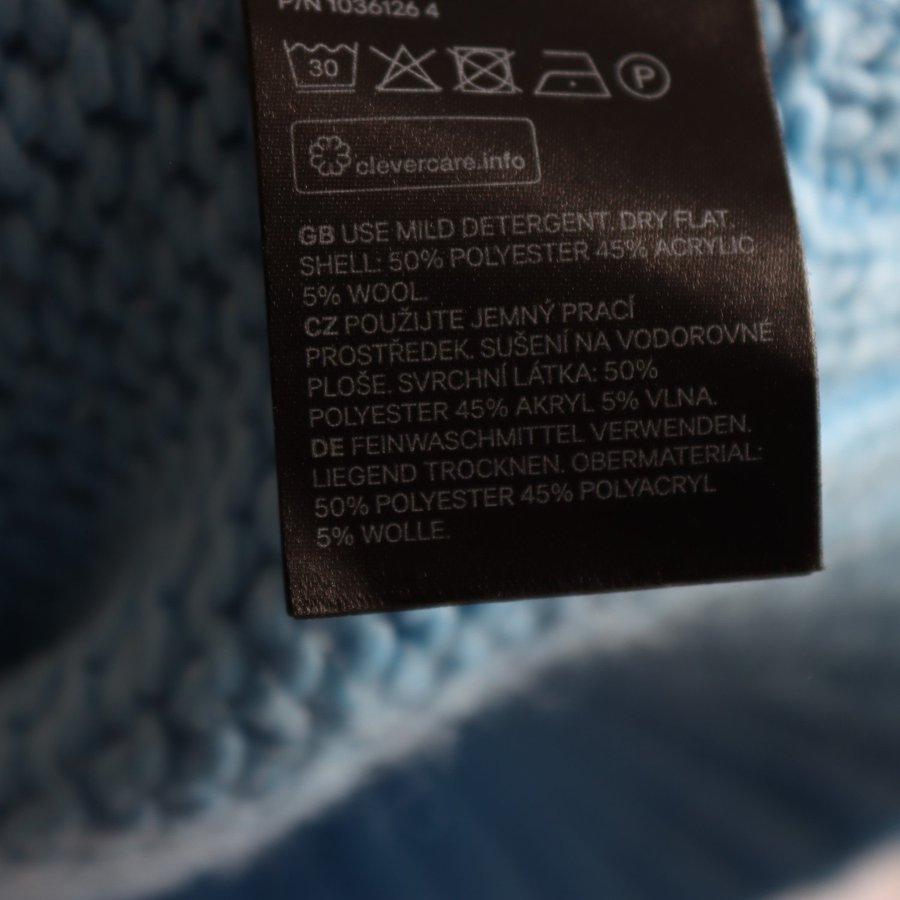 P/N 1036126 4
30
P
clevercare.info
GB USE MILD DETERGENT. DRY FLAT.
SHELL: 50% POLYESTER 45% ACRYLIC
5% WOOL.
CZ POUŽIJTE JEMNÝ PRACÍ
PROSTŘEDEK. SUŠENÍ NA VODOROVNÉ
PLOŠE. SVRCHNÍ LÁTKA: 50%
POLYESTER 45% AKRYL 5% VLNA.
DE FEINWASCHMITTEL VERWENDEN.
LIEGEND TROCKNEN. OBERMATERIAL:
50% POLYESTER 45% POLYACRYL
5% WOLLE.